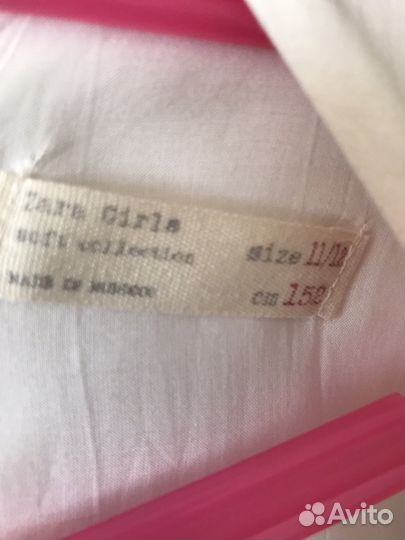 Zara Girls
soft collection
MADE IN MOROCCO
size 11/12
cm 152
Avito